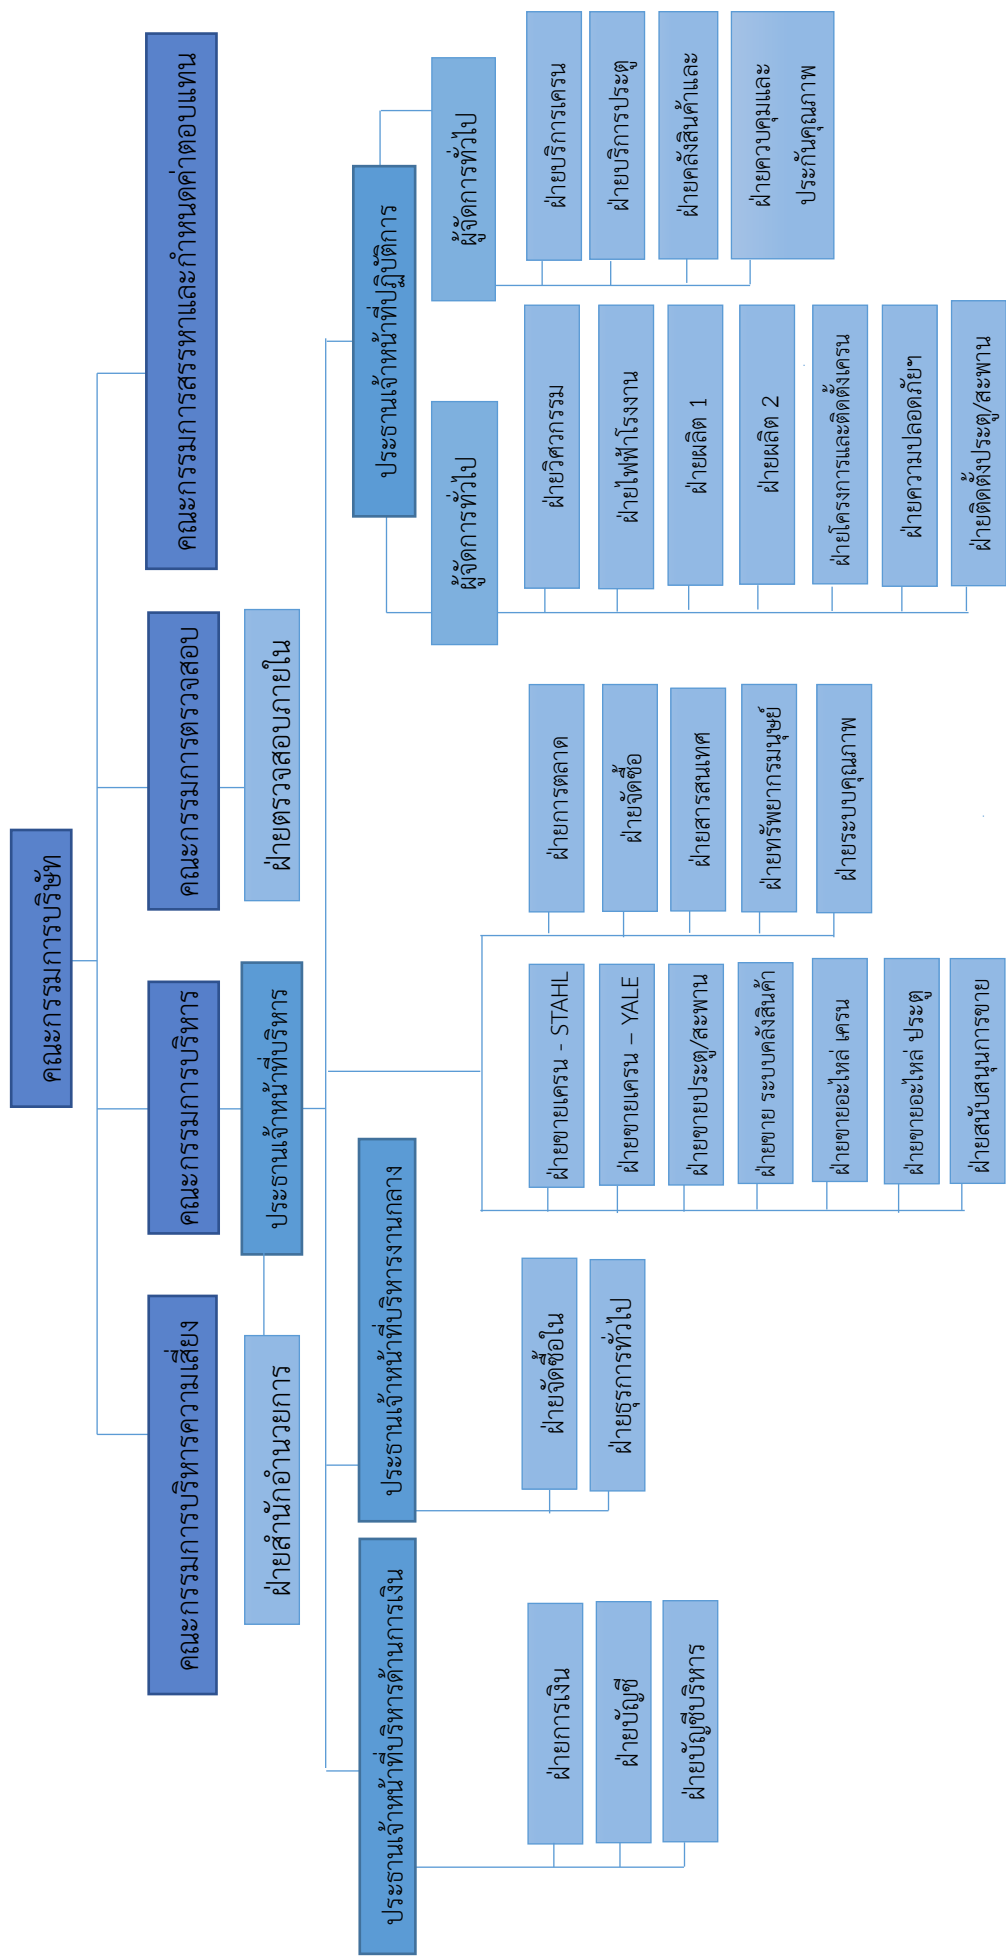 คณะกรรมการบริษัท
คณะกรรมการบริหารความเสี่ยง
คณะกรรมการบริหาร
คณะกรรมการตรวจสอบ
คณะกรรมการสรรหาและกำหนดค่าตอบแทน
ฝ่ายสำนักอำนวยการ
ประธานเจ้าหน้าที่บริหาร
ฝ่ายตรวจสอบภายใน
ประธานเจ้าหน้าที่บริหารด้านการเงิน
ประธานเจ้าหน้าที่บริหารงานกลาง
ประธานเจ้าหน้าที่ปฏิบัติการ
ผู้จัดการทั่วไป
ผู้จัดการทั่วไป
ฝ่ายการเงิน
ฝ่ายบัญชี
ฝ่ายบัญชีบริหาร
ฝ่ายจัดซื้อใน
ฝ่ายธุรการทั่วไป
ฝ่ายขายเครน - STAHL
ฝ่ายขายเครน – YALE
ฝ่ายขายประตู/สะพาน
ฝ่ายขาย ระบบคลังสินค้า
ฝ่ายขายอะไหล่ เครน
ฝ่ายขายอะไหล่ ประตู
ฝ่ายสนับสนุนการขาย
ฝ่ายการตลาด
ฝ่ายจัดซื้อ
ฝ่ายสารสนเทศ
ฝ่ายทรัพยากรมนุษย์
ฝ่ายระบบคุณภาพ
ฝ่ายวิศวกรรม
ฝ่ายไฟฟ้าโรงงาน
ฝ่ายผลิต 1
ฝ่ายผลิต 2
ฝ่ายโครงการและติดตั้งเครน
ฝ่ายความปลอดภัยฯ
ฝ่ายติดตั้งประตู/สะพาน
ฝ่ายบริการเครน
ฝ่ายบริการประตู
ฝ่ายคลังสินค้าและ
ฝ่ายควบคุมและ
ประกันคุณภาพ